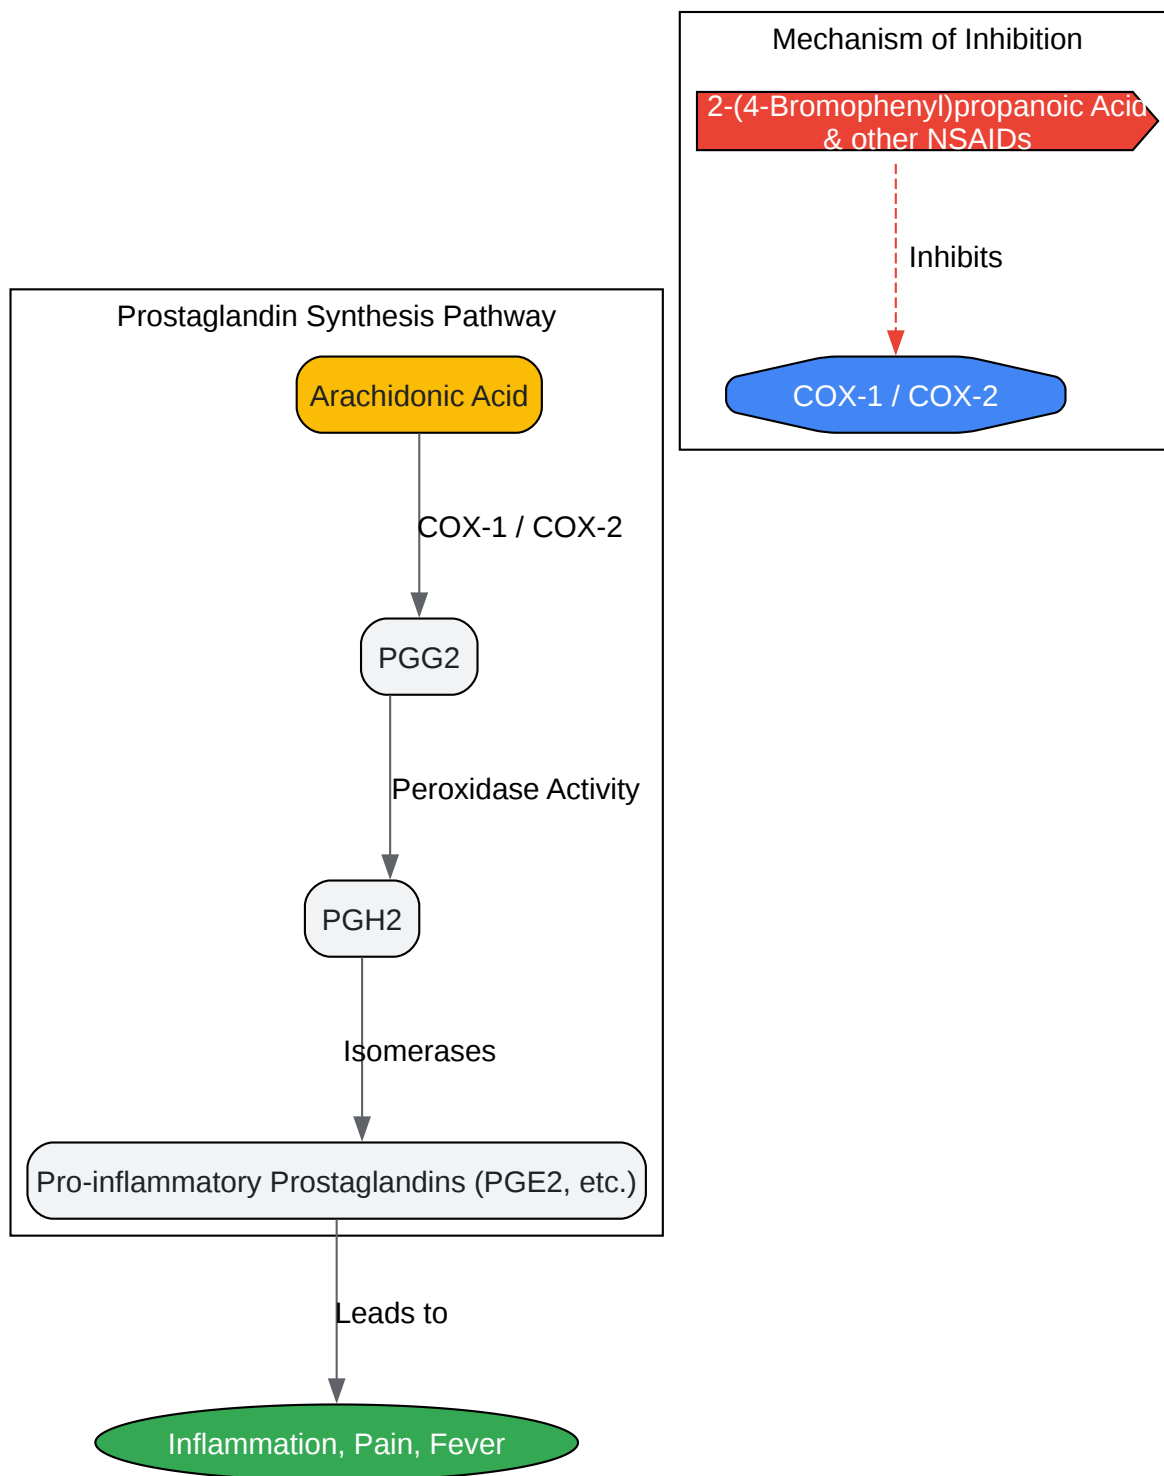 Mechanism of Inhibition
2-(4-Bromophenyl)propanoic Acid
& other NSAIDs
Inhibits
COX-1 / COX-2
Prostaglandin Synthesis Pathway
Arachidonic Acid
COX-1 / COX-2
PGG2
Peroxidase Activity
PGH2
Isomerases
Pro-inflammatory Prostaglandins (PGE2, etc.)
Leads to
Inflammation, Pain, Fever